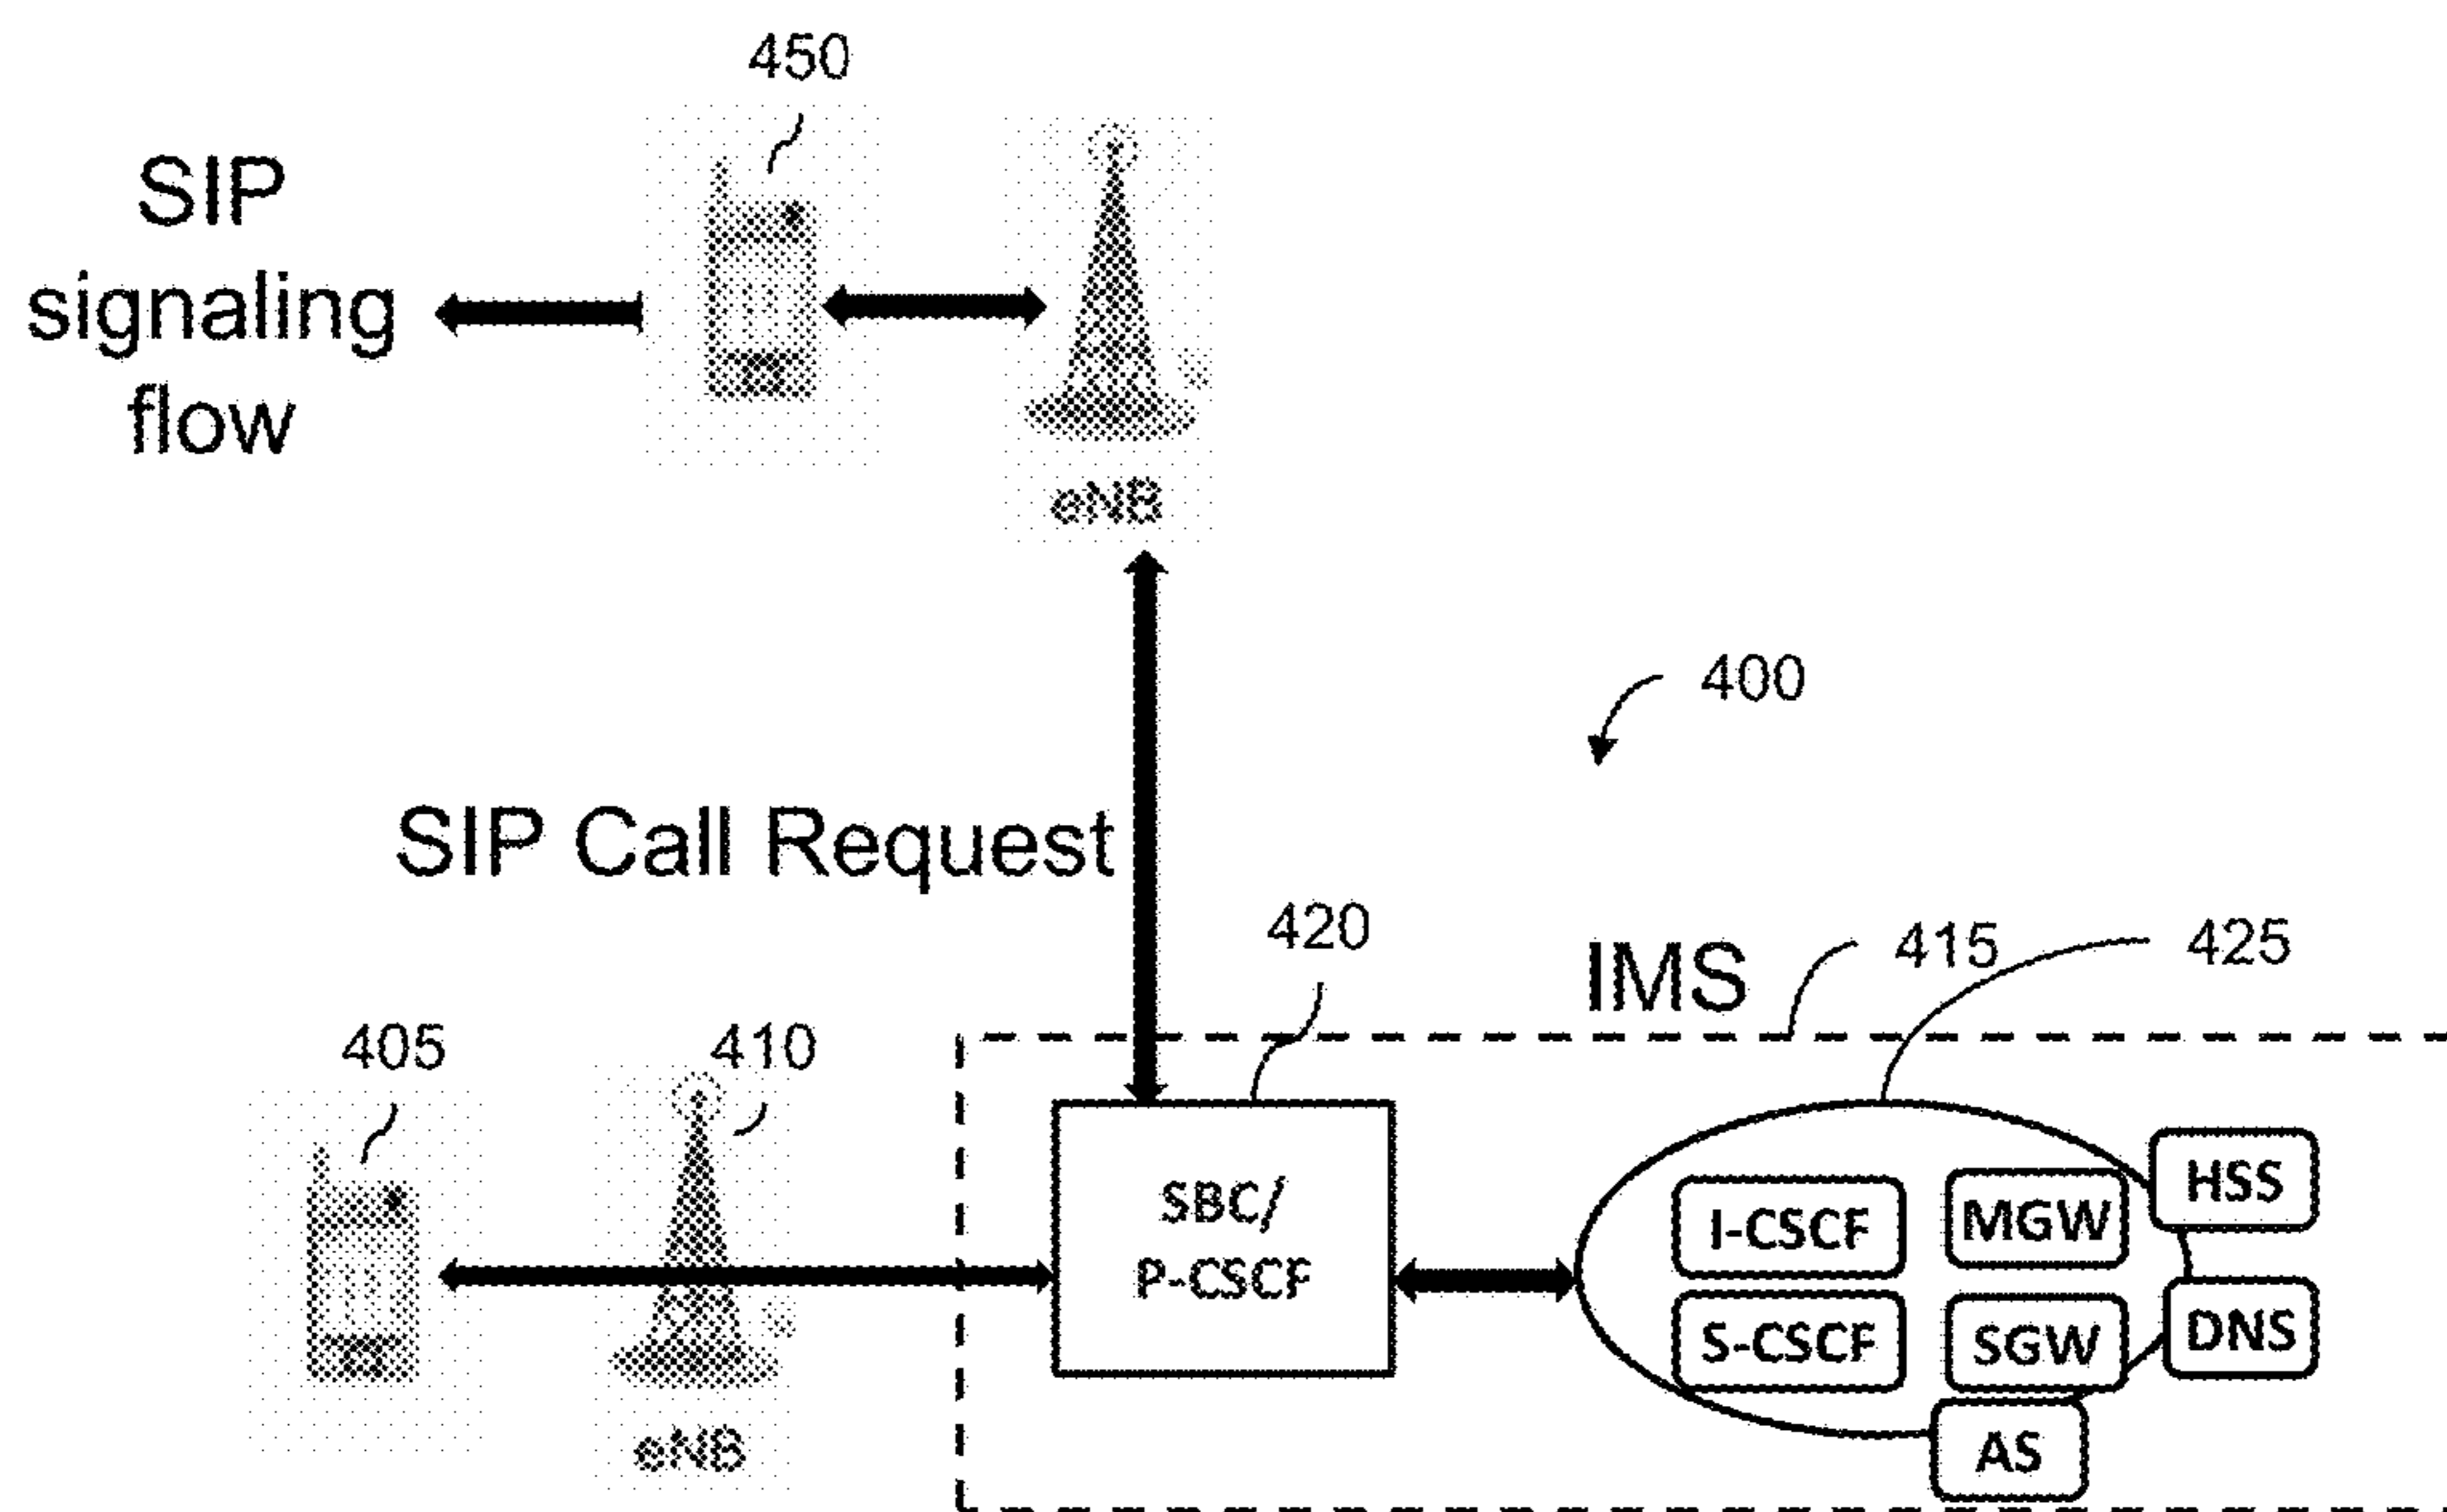 450
SIP
signaling
flow
eNB
400
SIP Call Request
420
IMS
415
425
405
410
SBC/
P-CSCF
I-CSCF
MGW
HSS
S-CSCF
SGW
DNS
AS
eNB